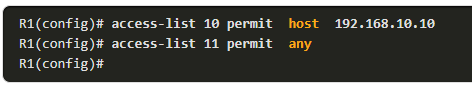 R1(config)# access-list 10 permit host 192.168.10.10
R1(config)# access-list 11 permit any
R1(config)#